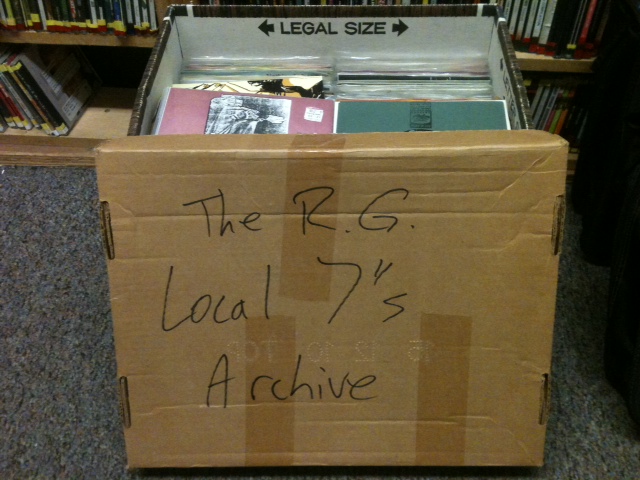 LEGAL SIZE
The R.G.
Local 7"s
Archive